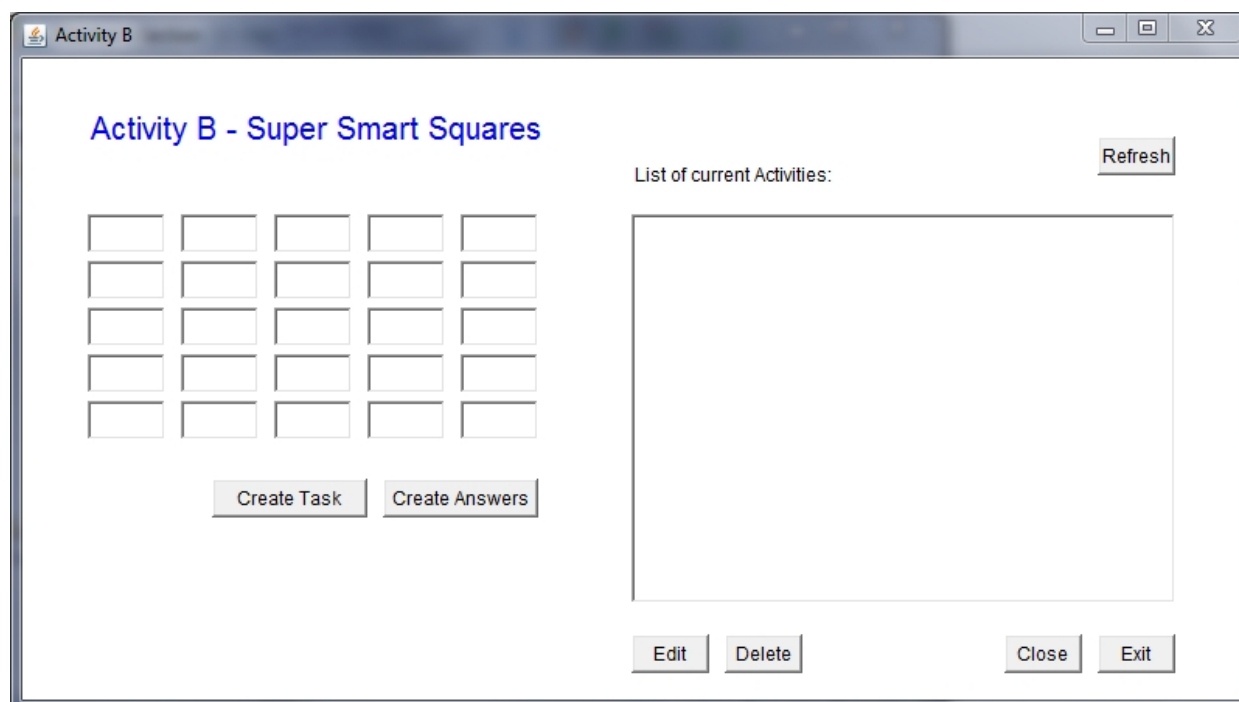 Activity B
Activity B - Super Smart Squares
Refresh
List of current Activities:
Create Task
Create Answers
Edit
Delete
Close
Exit